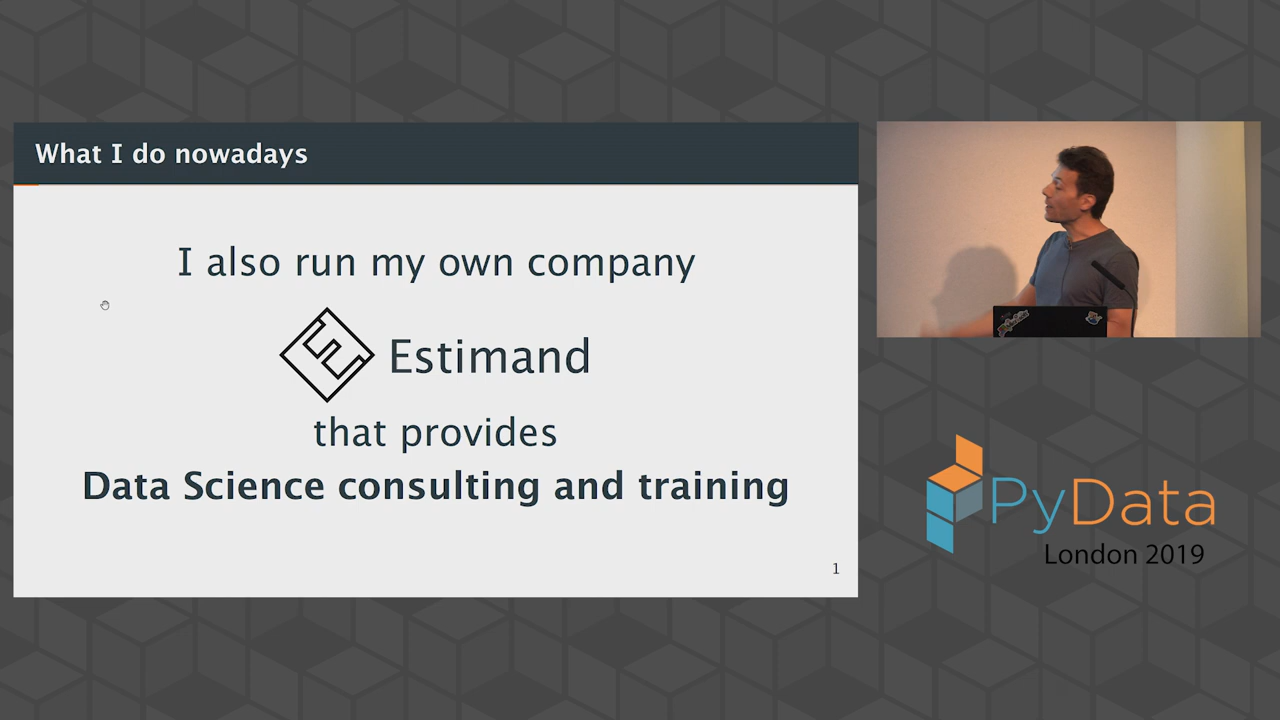 What I do nowadays
I also run my own company
Estimand
that provides
Data Science consulting and training
1
PyData
London 2019